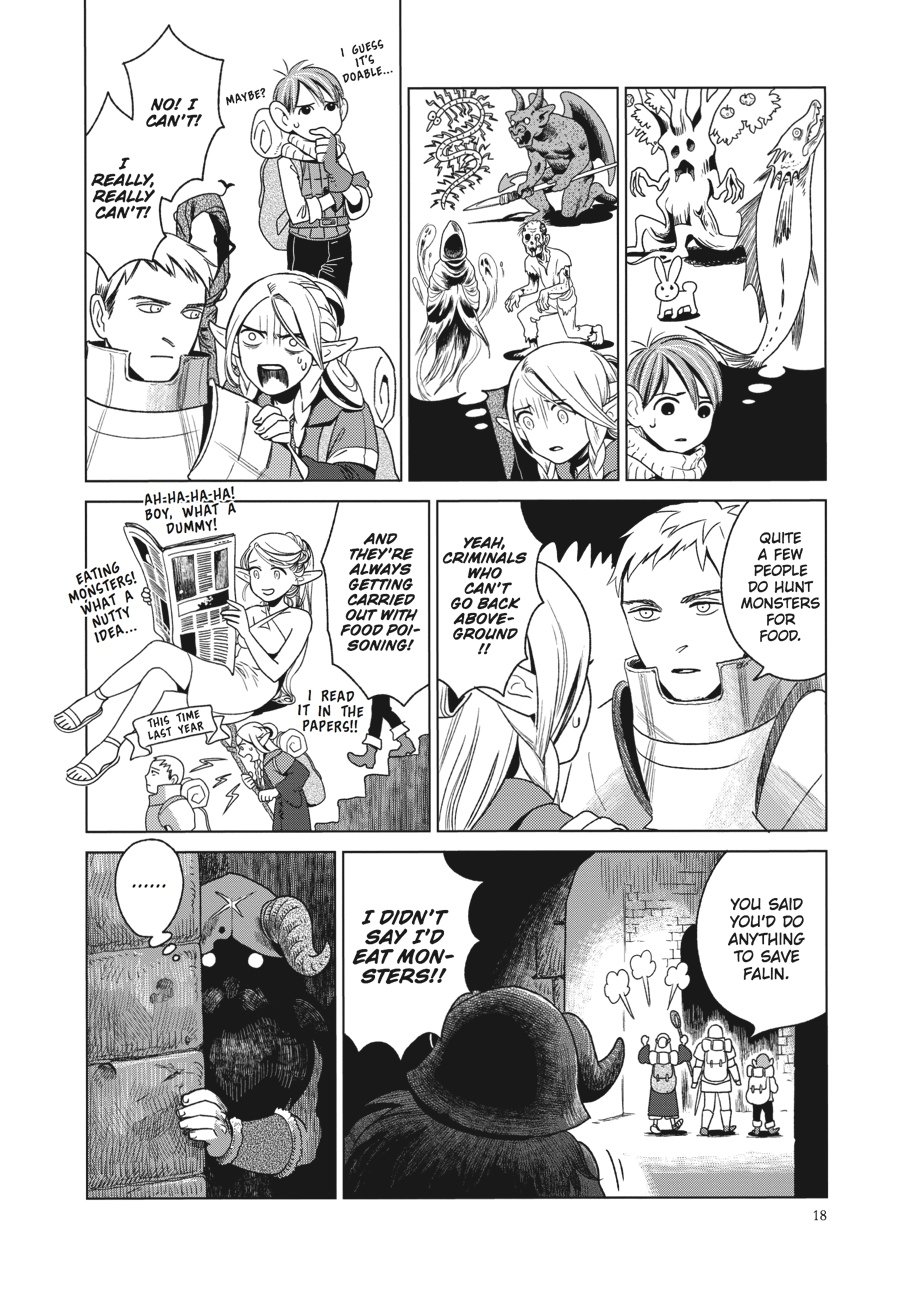 I GUESS
IT'S
DOABLE...
MAYBE?
NO! I
CAN'T!
I
REALLY,
REALLY
CAN'T!
QUITE
A FEW
PEOPLE
DO HUNT
MONSTERS
FOR
FOOD.
YEAH,
CRIMINALS
WHO
CAN'T
GO BACK
ABOVE-
GROUND
!!
AND
THEY'RE
ALWAYS
GETTING
CARRIED
OUT WITH
FOOD POI-
SONING!
I READ
IT IN THE
PAPERS!!
AH-HA-HA-HA!
BOY, WHAT A
DUMMY!
EATING
MONSTERS!
WHAT A
NUTTY
IDEA...
THIS TIME
LAST YEAR
YOU SAID
YOU'D DO
ANYTHING
TO SAVE
FALIN.
I DIDN'T
SAY I'D
EAT MON-
STERS!!
......
18